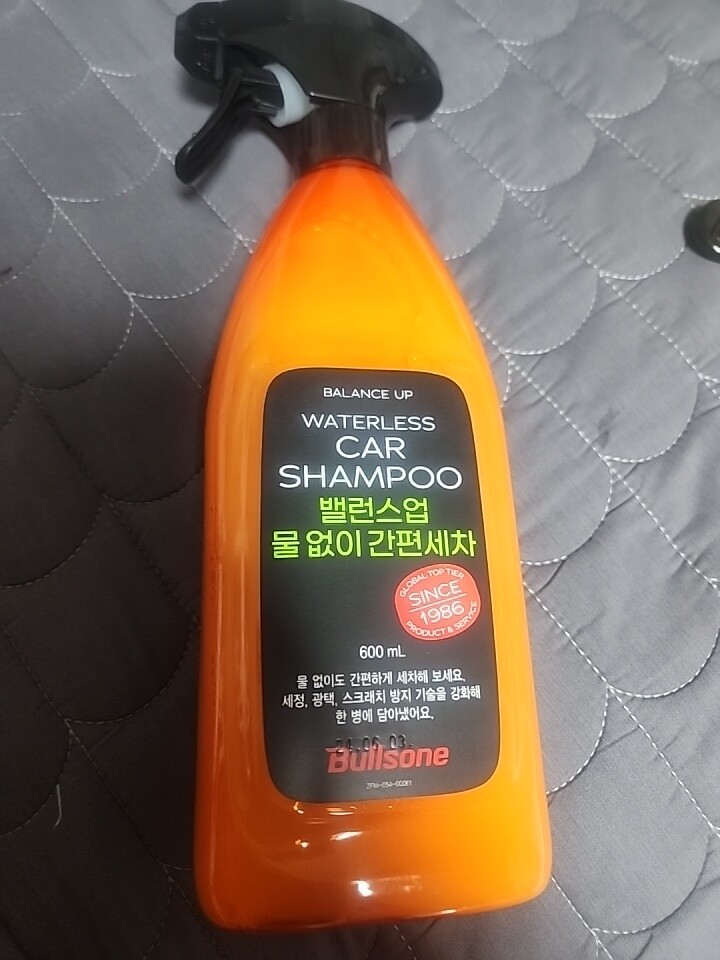 BALANCE UP
WATERLESS
CAR
SHAMPOO
밸런스업
물 없이 간편세차
GLOBAL TOP TIER
SINCE
1986
PRODUCT & SERVICE
600 mL
물 없이도 간편하게 세차해 보세요.
세정, 광택, 스크래치 방지 기술을 강화해
한 병에 담아냈어요.
24.06.03.
Bullsone